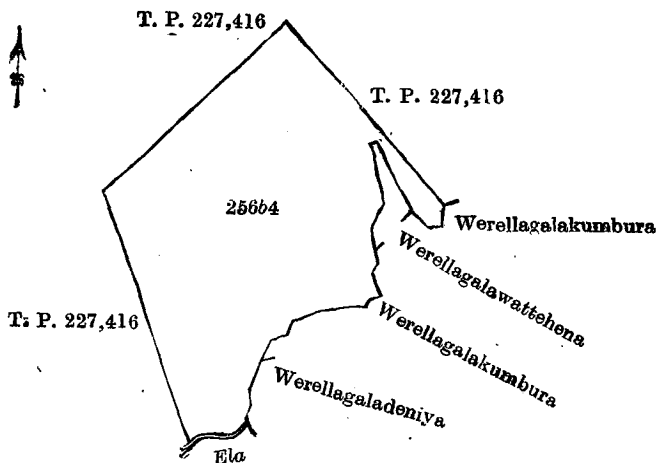 T. P. 227,416
T. P. 227,416
256b4
Werellagalakumbura
Werellagalawattehena
T. P. 227,416
Werellagalakumbura
Werellagaladeniya
Ela